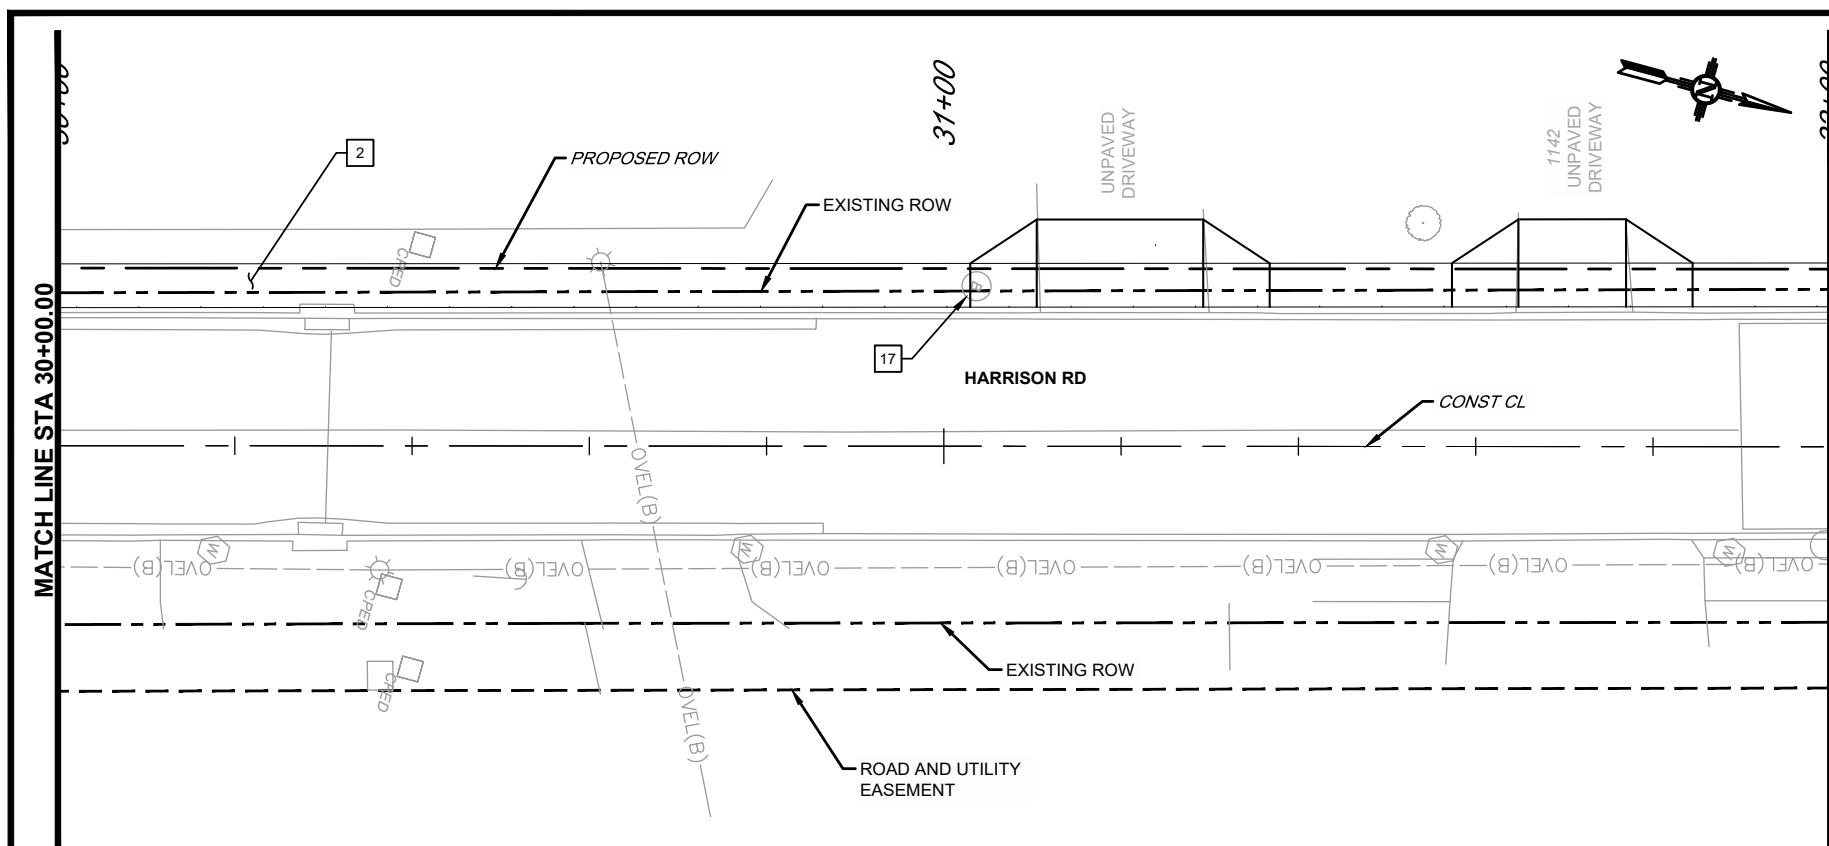 31+00
2
PROPOSED ROW
EXISTING ROW
UNPAVED
DRIVEWAY
1142
UNPAVED
DRIVEWAY
N
CPED
E
17
HARRISON RD
CONST CL
MATCH LINE STA 30+00.00
OVEL(B)
W
W
W
W
OVEL(B)
OVEL(B)
OVEL(B)
OVEL(B)
OVEL(B)
OVEL(B)
OVEL(B)
CPED
EXISTING ROW
CPED
OVEL(B)
ROAD AND UTILITY
EASEMENT